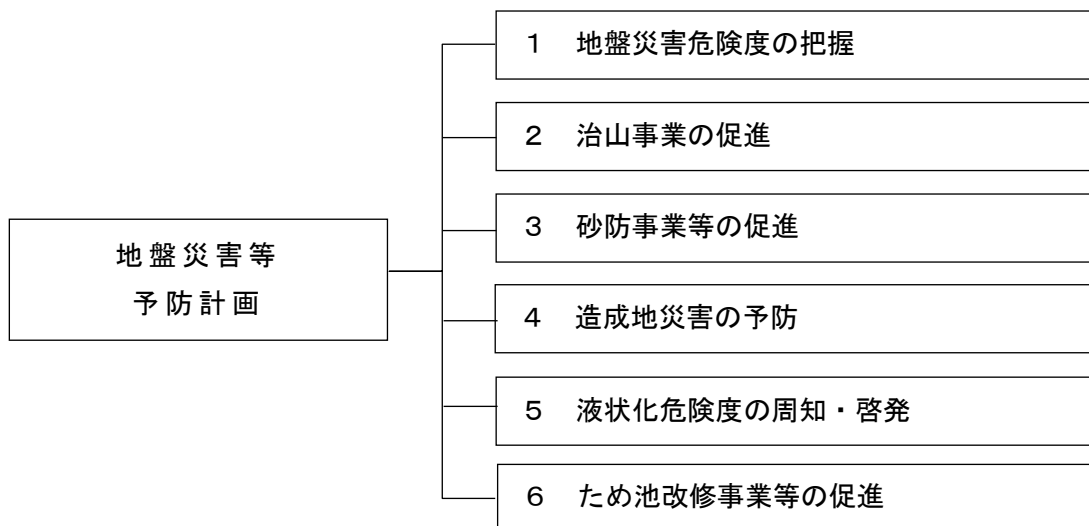 地盤災害等
予防計画
１　地盤災害危険度の把握
２　治山事業の促進
３　砂防事業等の促進
４　造成地災害の予防
５　液状化危険度の周知・啓発
６　ため池改修事業等の促進